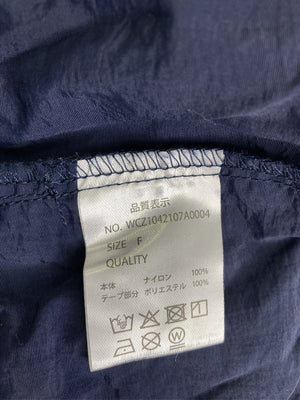 品質表示
NO. WCZ1042107A0004
SIZE F
QUALITY
本体 ナイロン 100%
テープ部分 ポリエステル 100%